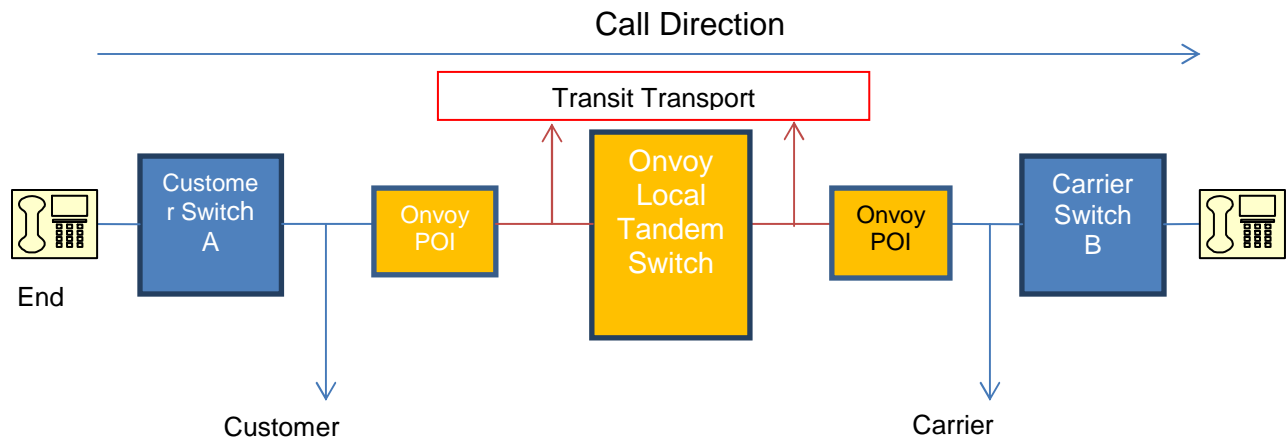 Call Direction
Transit Transport
Custome
r Switch
A
Onvoy
POI
Onvoy
Local
Tandem
Switch
Onvoy
POI
Carrier
Switch
B
End
Customer
Carrier